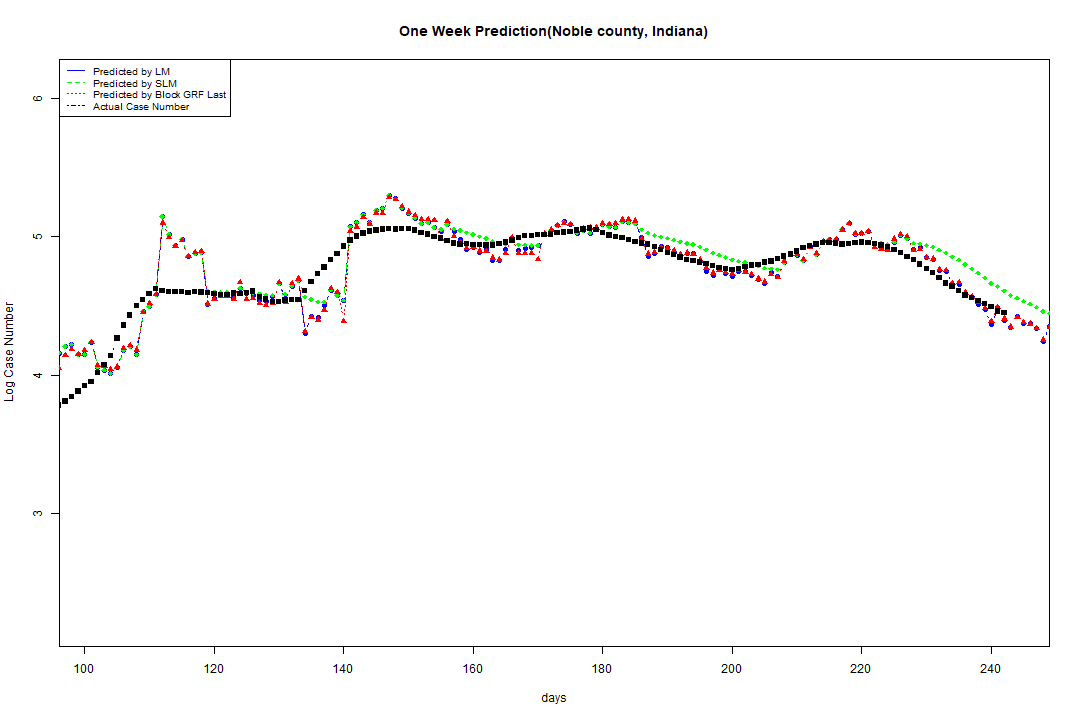 One Week Prediction(Noble county, Indiana)
Predicted by LM
Predicted by SLM
Predicted by Block GRF Last
Actual Case Number
6
5
4
3
Log Case Number
100 120 140 160 180 200 220 240
days